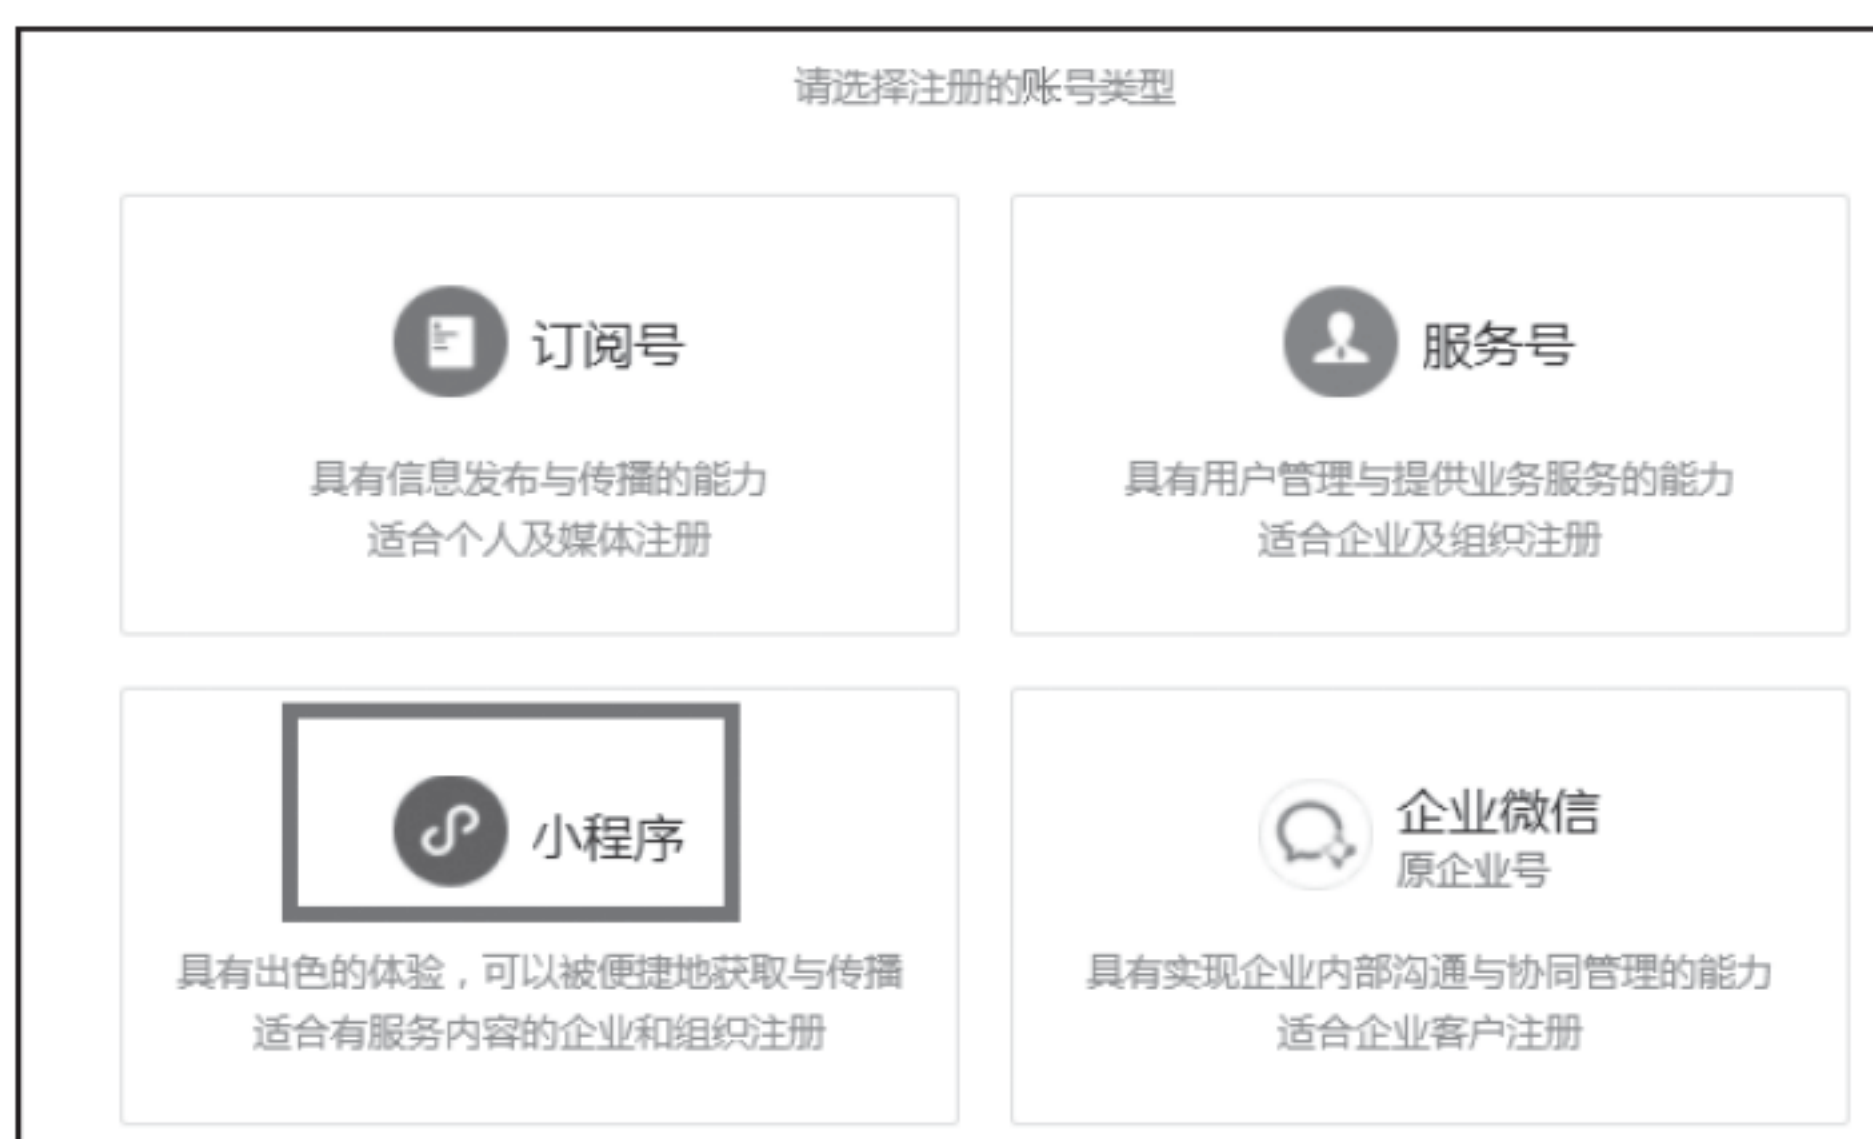 请选择注册的账号类型
订阅号
具有信息发布与传播的能力
适合个人及媒体注册
服务号
具有用户管理与提供业务服务的能力
适合企业及组织注册
小程序
具有出色的体验，可以被便捷地获取与传播
适合有服务内容的企业和组织注册
企业微信
原企业号
具有实现企业内部沟通与协同管理的能力
适合企业客户注册